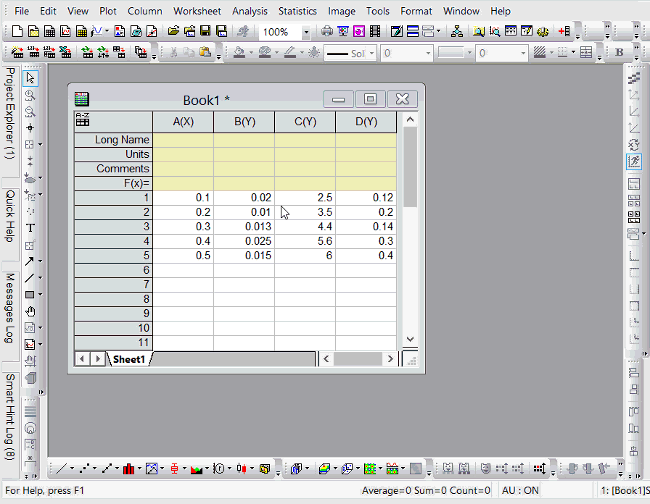 File Edit View Plot Column Worksheet Analysis Statistics Image Tools Format Window Help
100%
Sol 0 0 B
Project Explorer (1)
Quick Help
Messages Log
Smart Hint Log (8)
Book1 *
A(X) B(Y) C(Y) D(Y)
Long Name
Units
Comments
F(x)=
1 0.1 0.02 2.5 0.12
2 0.2 0.01 3.5 0.2
3 0.3 0.013 4.4 0.14
4 0.4 0.025 5.6 0.3
5 0.5 0.015 6 0.4
6
7
8
9
10
11
Sheet1
For Help, press F1 Average=0 Sum=0 Count=0 AU : ON 1: [Book1]S